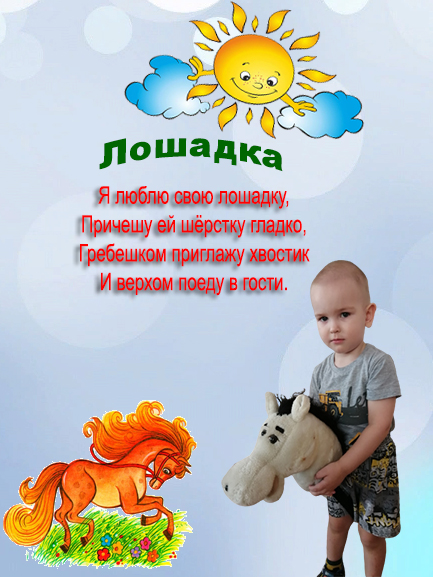 Лошадка
Я люблю свою лошадку,
Причешу ей шёрстку гладко,
Гребешком приглажу хвостик
И верхом поеду в гости.